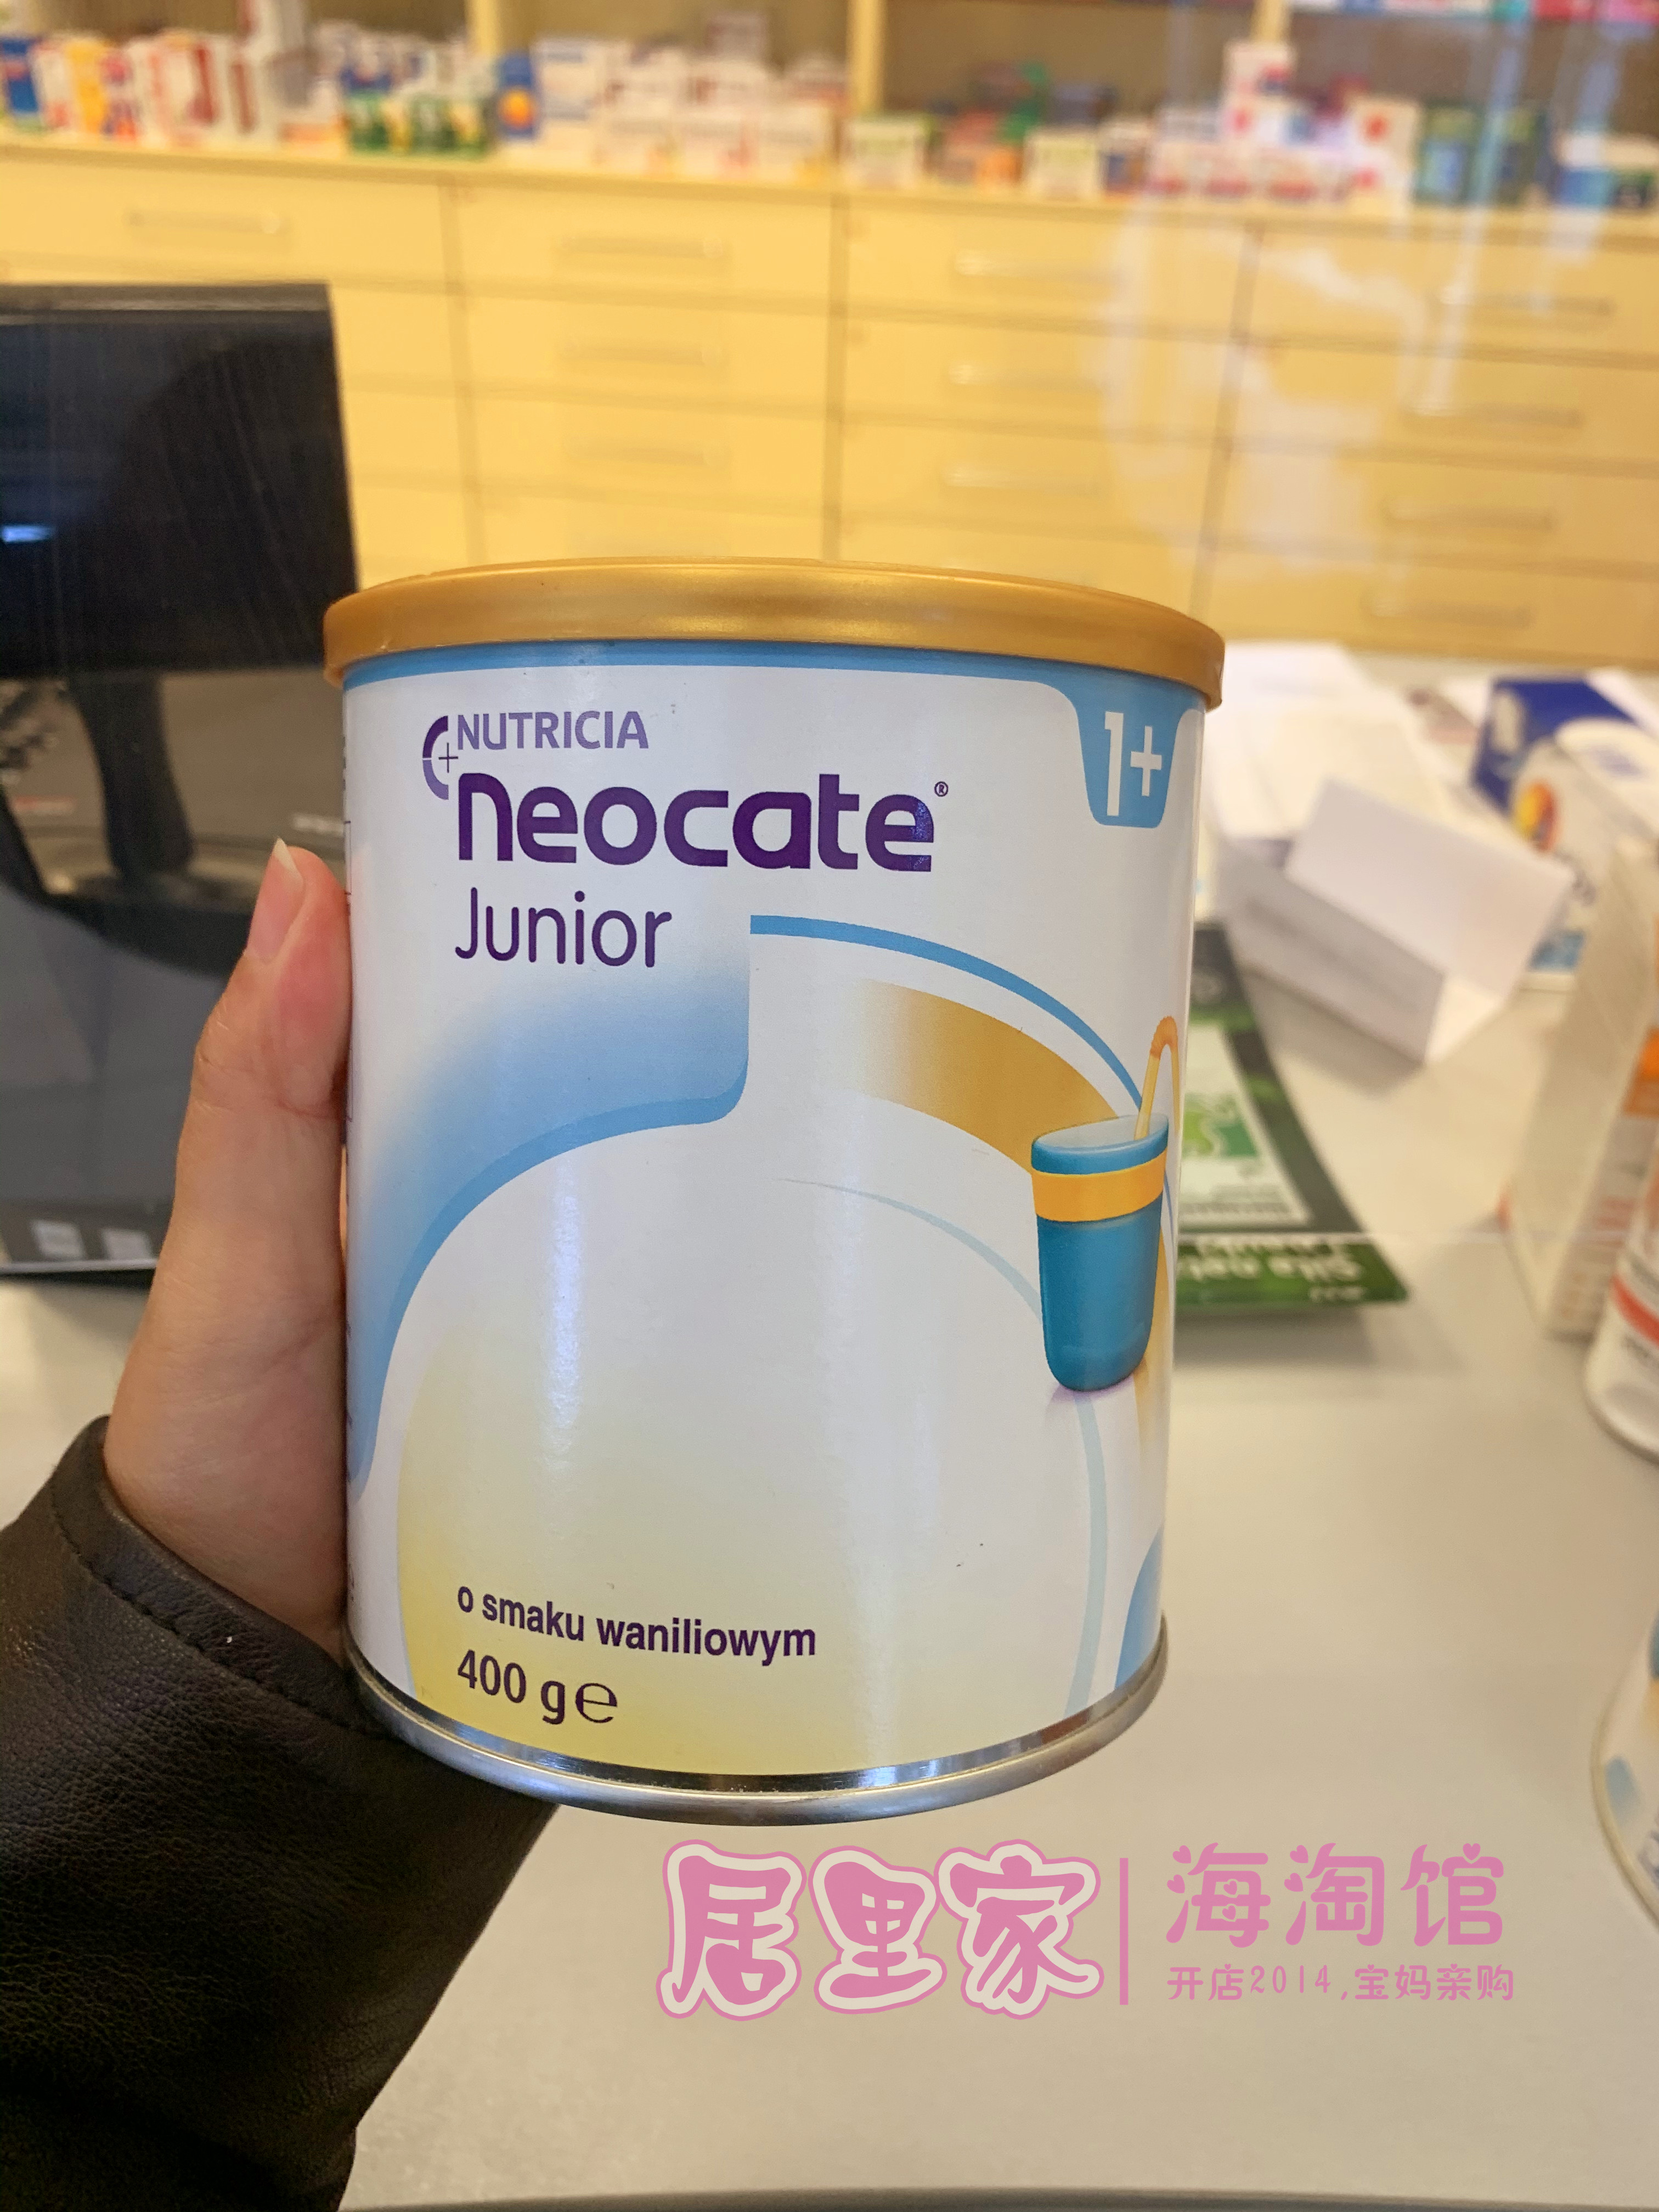 NUTRICIA
neocate®
Junior
1+
o smaku waniliowym
400 g e
居里家
海淘馆
开店2014,宝妈亲购